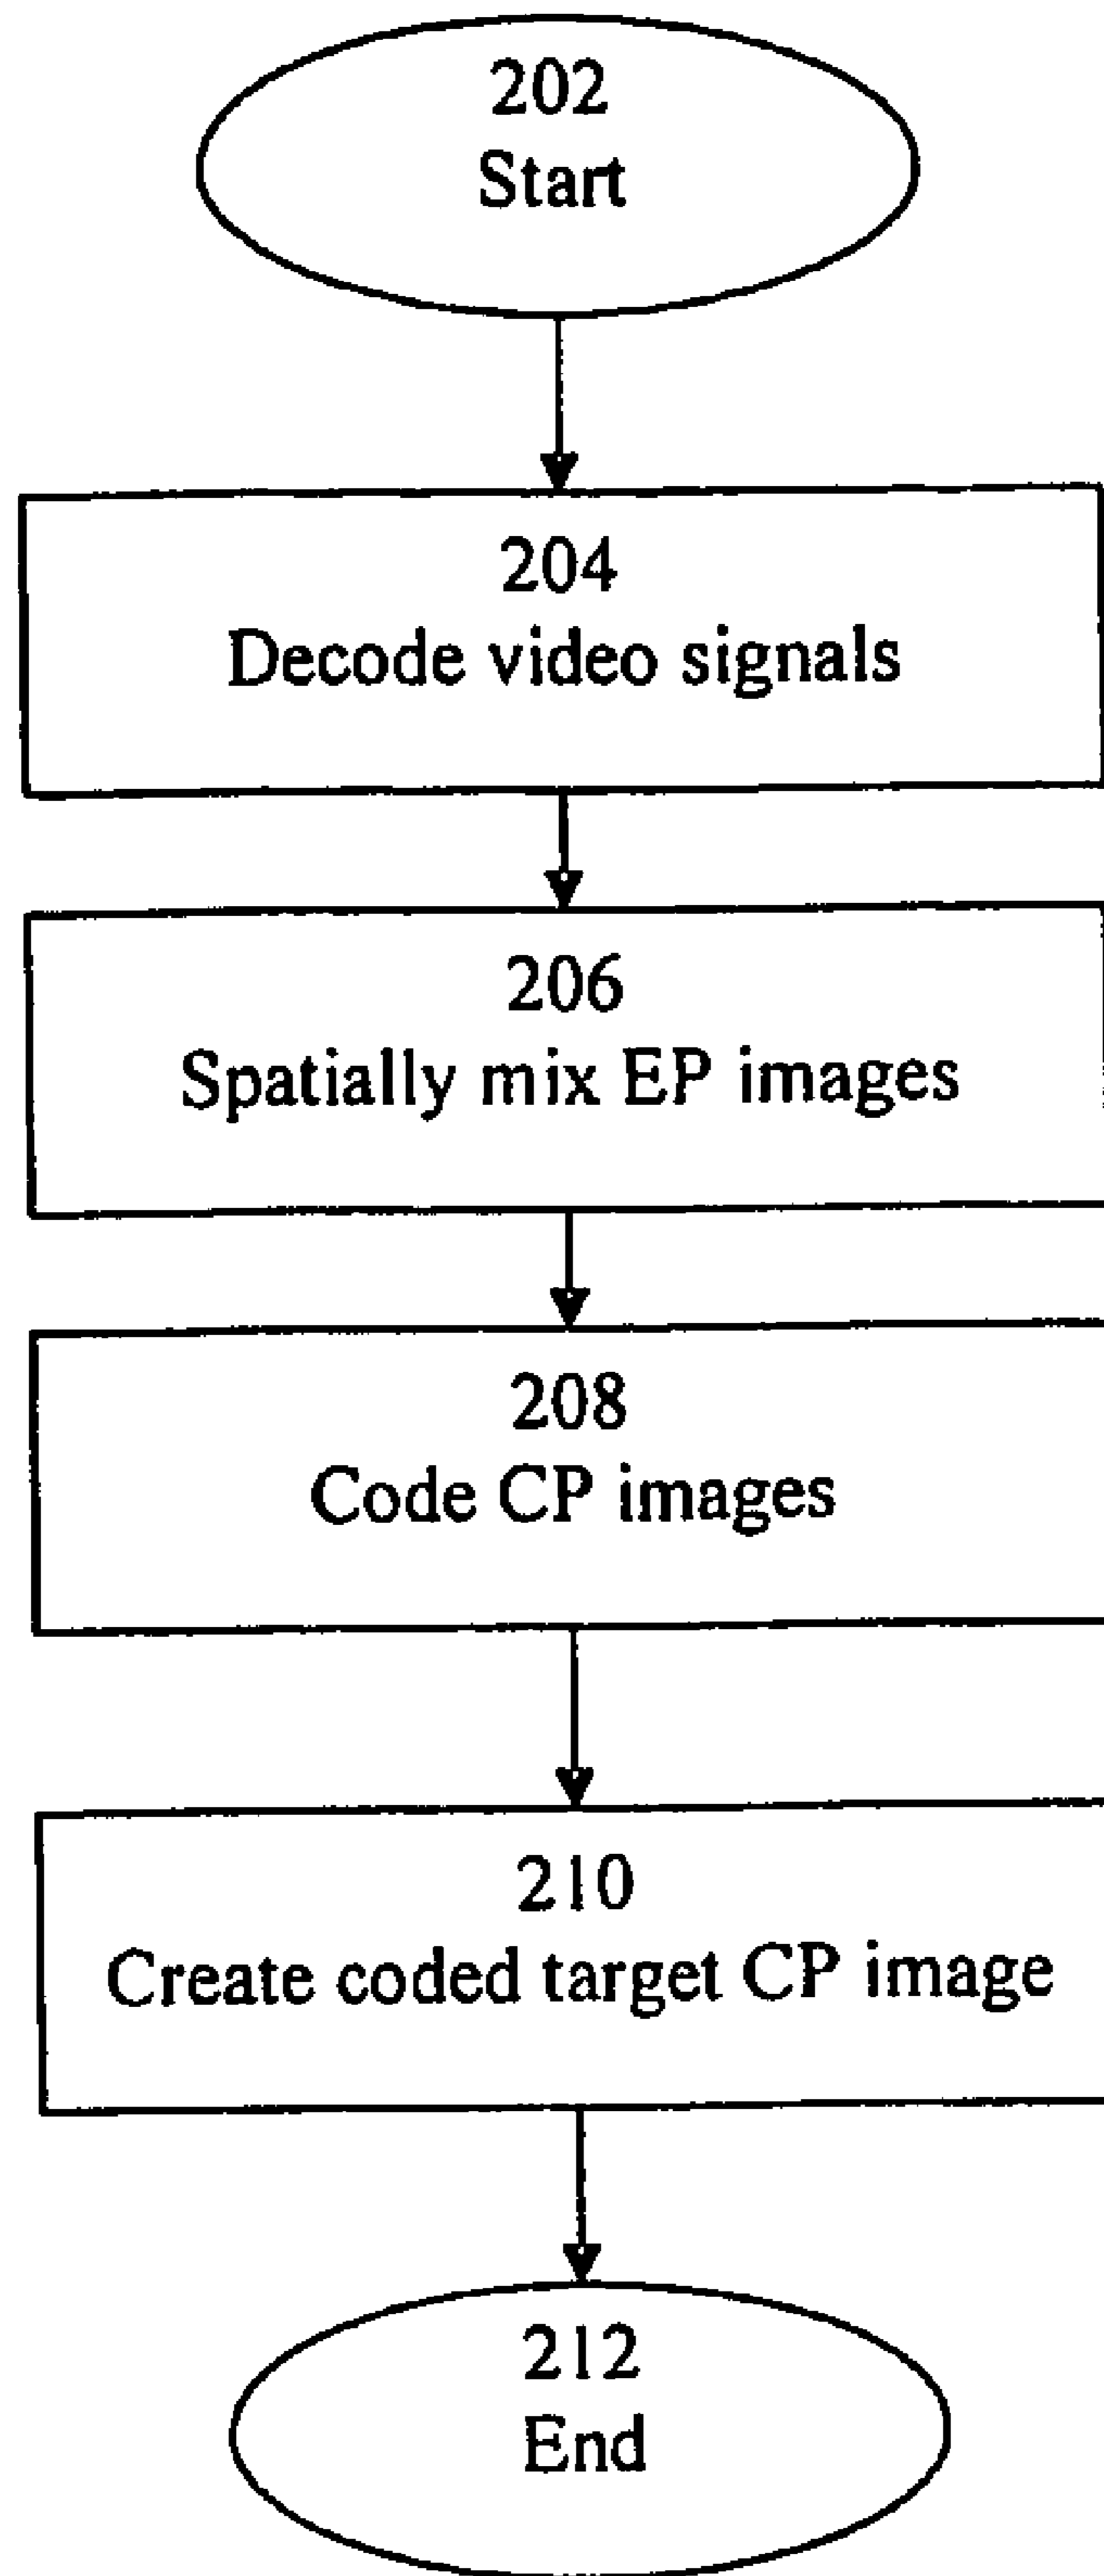 202
Start
204
Decode video signals
206
Spatially mix EP images
208
Code CP images
210
Create coded target CP image
212
End